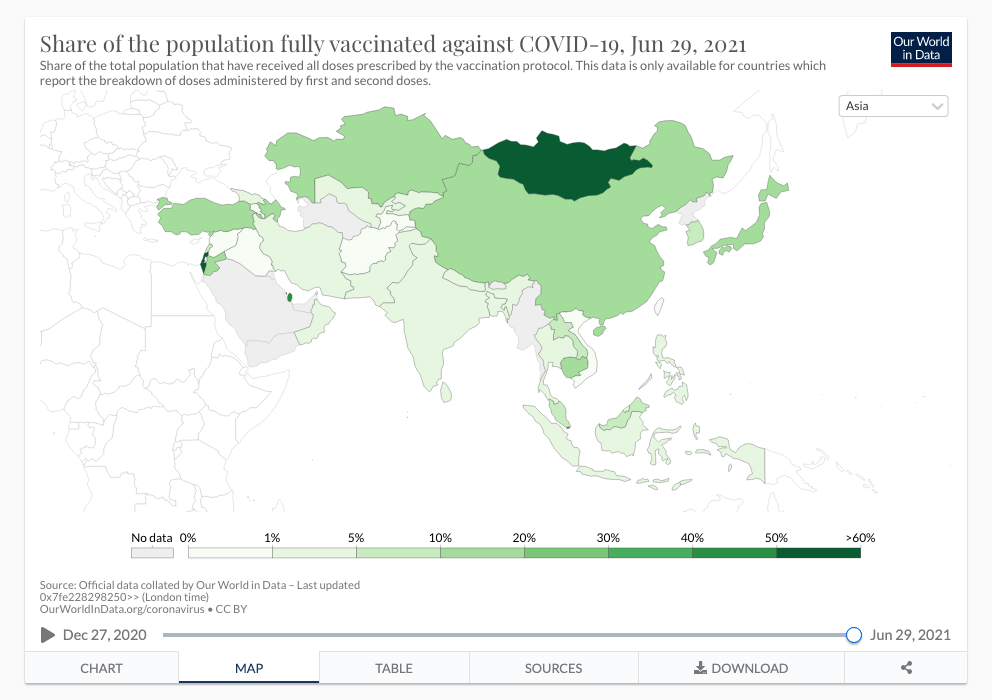 Share of the population fully vaccinated against COVID-19, Jun 29, 2021
Share of the total population that have received all doses prescribed by the vaccination protocol. This data is only available for countries which
report the breakdown of doses administered by first and second doses.
Our World
in Data
Asia
No data 0% 1% 5% 10% 20% 30% 40% 50% >60%
Source: Official data collated by Our World in Data – Last updated
0x7fe228298250>> (London time)
OurWorldInData.org/coronavirus • CC BY
Dec 27, 2020 Jun 29, 2021
CHART MAP TABLE SOURCES DOWNLOAD